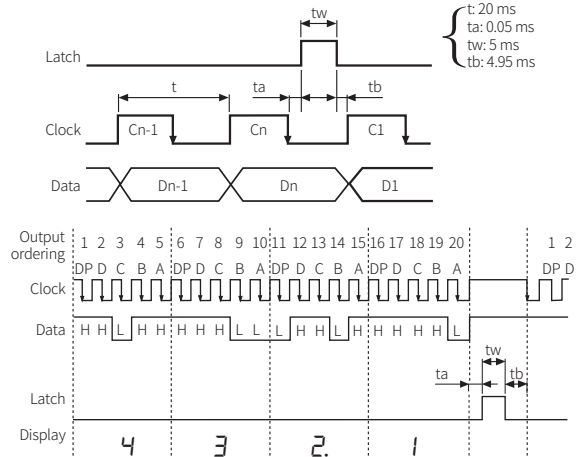 tw
t: 20 ms
ta: 0.05 ms
tw: 5 ms
tb: 4.95 ms
Latch
t
ta
tb
Clock
Cn-1
Cn
C1
Data
Dn-1
Dn
D1
Output ordering
1 2 3 4 5 6 7 8 9 10 11 12 13 14 15 16 17 18 19 20 1 2
DP D C B A DP D C B A DP D C B A DP D C B A DP D
Clock
Data
H H L H H H H H L L L H H L H H H H H L
tw
ta
tb
Latch
Display
4 3 2. 1